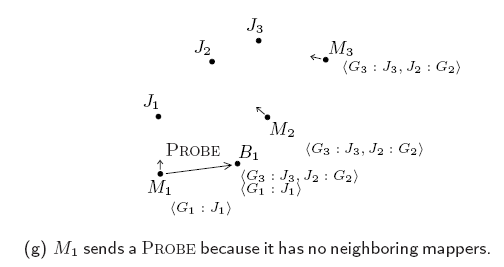 J3
J2
M3
⟨G3 : J3, J2 : G2⟩
J1
M2
PROBE
B1
⟨G3 : J3, J2 : G2⟩
⟨G3 : J3, J2 : G2⟩
⟨G1 : J1⟩
M1
⟨G1 : J1⟩
(g) M1 sends a PROBE because it has no neighboring mappers.